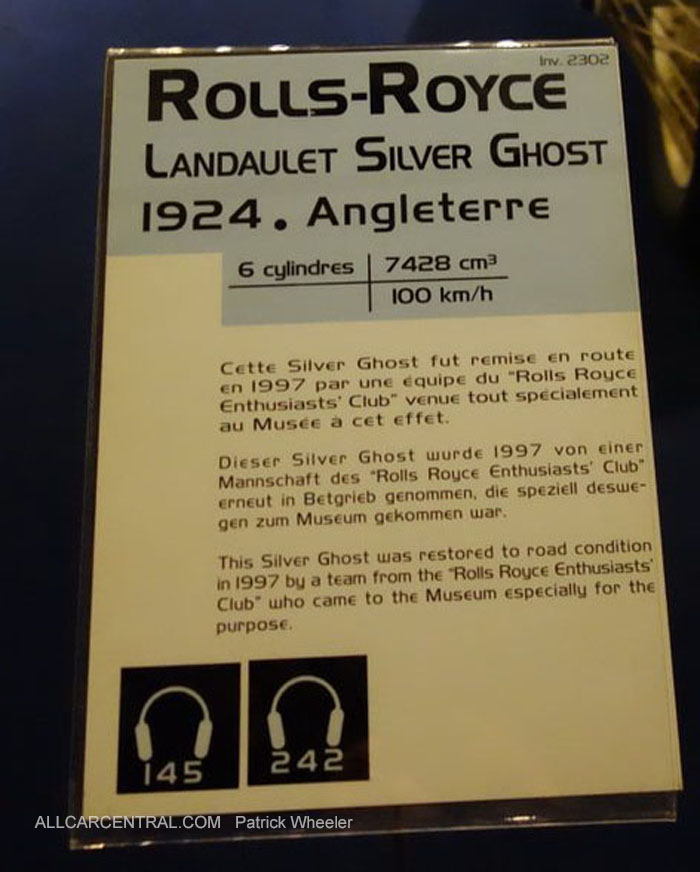 Inv. 2302
ROLLS-ROYCE
LANDAULET SILVER GHOST
1924. Angleterre
6 cylindres 7428 cm³
100 km/h
Cette Silver Ghost fut remise en route
en 1997 par une équipe du "Rolls Royce
Enthusiasts' Club" venue tout spécialement
au Musée à cet effet.
Dieser Silver Ghost wurde 1997 von einer
Mannschaft des "Rolls Royce Enthusiasts' Club"
erneut in Betgrieb genommen, die speziell deswe-
gen zum Museum gekommen war.
This Silver Ghost was restored to road condition
in 1997 by a team from the "Rolls Royce Enthusiasts'
Club" who came to the Museum especially for the
purpose.
145 242
ALLCARCENTRAL.COM Patrick Wheeler